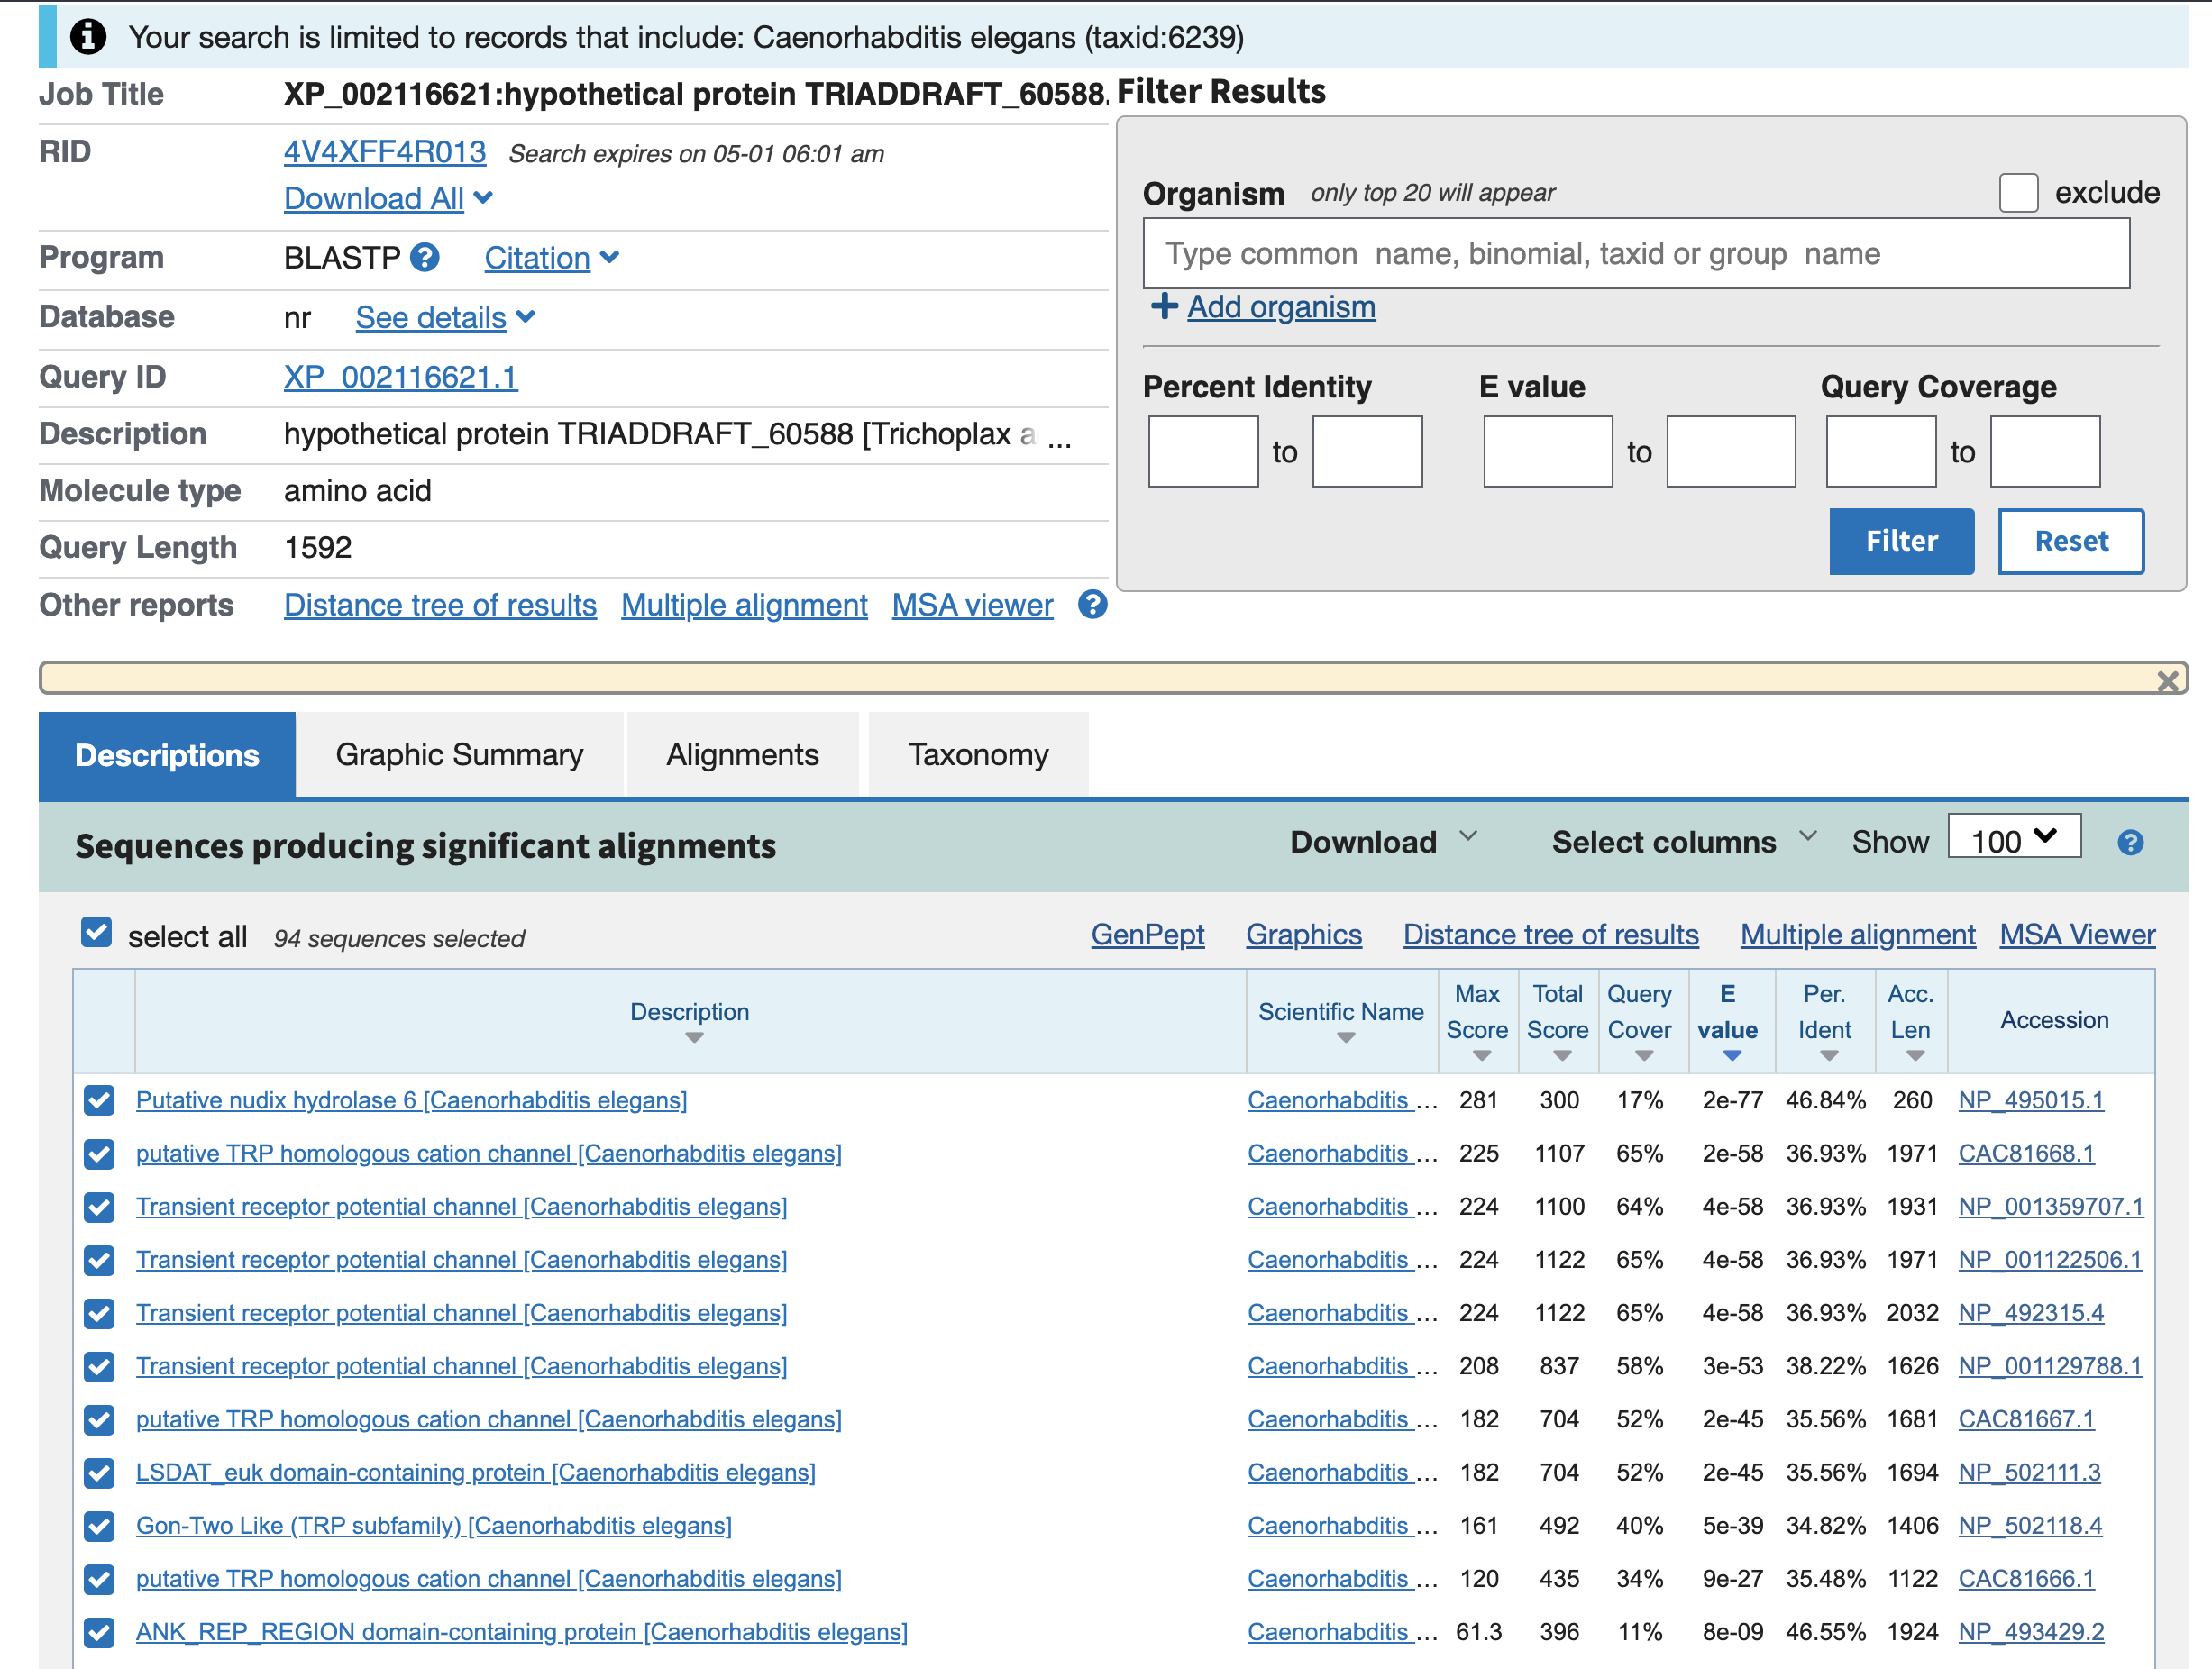 Your search is limited to records that include: Caenorhabditis elegans (taxid:6239)
Job Title XP_002116621:hypothetical protein TRIADDRAFT_60588.
RID 4V4XFF4R013 Search expires on 05-01 06:01 am
Download All
Program BLASTP Citation
Database nr See details
Query ID XP_002116621.1
Description hypothetical protein TRIADDRAFT_60588 [Trichoplax a ...
Molecule type amino acid
Query Length 1592
Other reports Distance tree of results Multiple alignment MSA viewer
Filter Results
Organism only top 20 will appear exclude
Type common name, binomial, taxid or group name
Add organism
Percent Identity E value Query Coverage
to to to
Filter Reset
Descriptions Graphic Summary Alignments Taxonomy
Sequences producing significant alignments Download Select columns Show 100
select all 94 sequences selected GenPept Graphics Distance tree of results Multiple alignment MSA Viewer
Description Scientific Name Max Score Total Score Query Cover E value Per. Ident Acc. Len Accession
Putative nudix hydrolase 6 [Caenorhabditis elegans] Caenorhabditis ... 281 300 17% 2e-77 46.84% 260 NP_495015.1
putative TRP homologous cation channel [Caenorhabditis elegans] Caenorhabditis ... 225 1107 65% 2e-58 36.93% 1971 CAC81668.1
Transient receptor potential channel [Caenorhabditis elegans] Caenorhabditis ... 224 1100 64% 4e-58 36.93% 1931 NP_001359707.1
Transient receptor potential channel [Caenorhabditis elegans] Caenorhabditis ... 224 1122 65% 4e-58 36.93% 1971 NP_001122506.1
Transient receptor potential channel [Caenorhabditis elegans] Caenorhabditis ... 224 1122 65% 4e-58 36.93% 2032 NP_492315.4
Transient receptor potential channel [Caenorhabditis elegans] Caenorhabditis ... 208 837 58% 3e-53 38.22% 1626 NP_001129788.1
putative TRP homologous cation channel [Caenorhabditis elegans] Caenorhabditis ... 182 704 52% 2e-45 35.56% 1681 CAC81667.1
LSDAT_euk domain-containing protein [Caenorhabditis elegans] Caenorhabditis ... 182 704 52% 2e-45 35.56% 1694 NP_502111.3
Gon-Two Like (TRP subfamily) [Caenorhabditis elegans] Caenorhabditis ... 161 492 40% 5e-39 34.82% 1406 NP_502118.4
putative TRP homologous cation channel [Caenorhabditis elegans] Caenorhabditis ... 120 435 34% 9e-27 35.48% 1122 CAC81666.1
ANK_REP_REGION domain-containing protein [Caenorhabditis elegans] Caenorhabditis ... 61.3 396 11% 8e-09 46.55% 1924 NP_493429.2